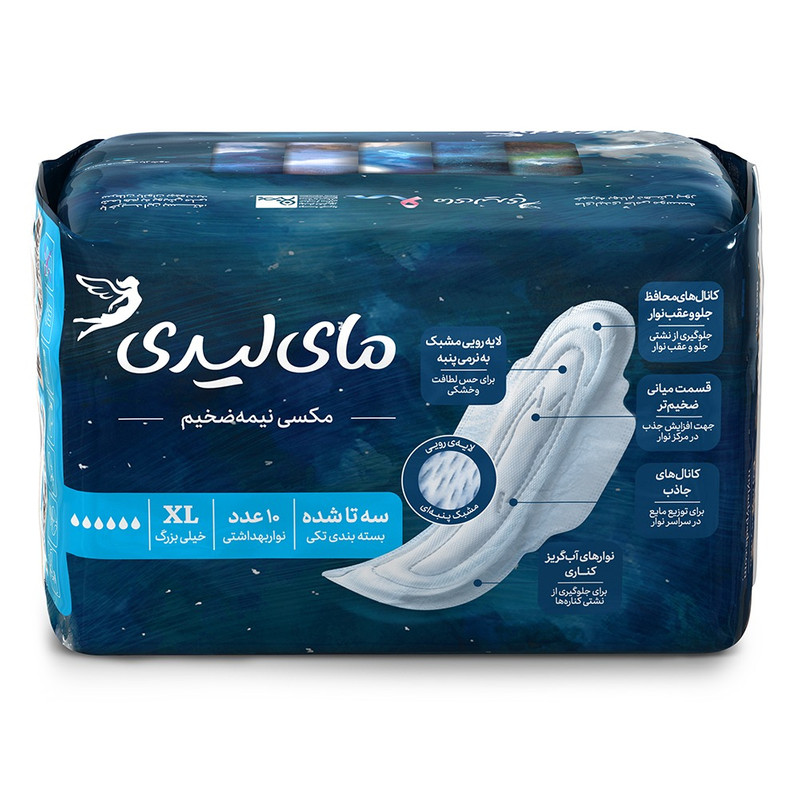 مای لیدی
مای لیدی
مکسی نیمه ضخیم
سه تا شده
بسته بندی تکی
۱۰ عدد
نوار بهداشتی
XL
خیلی بزرگ
لایه رویی مشبک
به نرمی پنبه
برای حس لطافت
و خشکی
لایه‌ی رویی
مشبک پنبه‌ای
کانال‌های محافظ
جلو و عقب نوار
جلوگیری از نشتی
جلو و عقب نوار
قسمت میانی
ضخیم‌تر
جهت افزایش جذب
در مرکز نوار
کانال‌های
جاذب
برای توزیع مایع
در سراسر نوار
نوارهای آب‌گریز
کناری
برای جلوگیری از
نشتی کناره‌ها